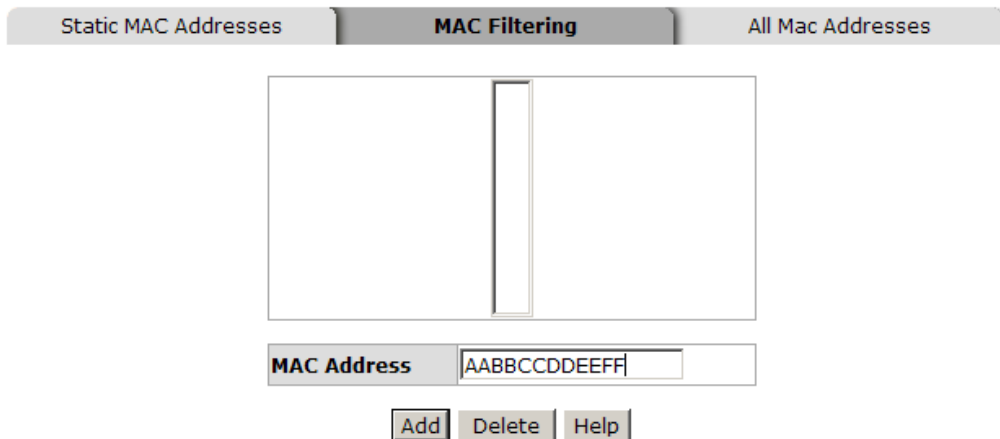 Static MAC Addresses MAC Filtering All Mac Addresses
MAC Address AABBCCDDEEFF
Add Delete Help